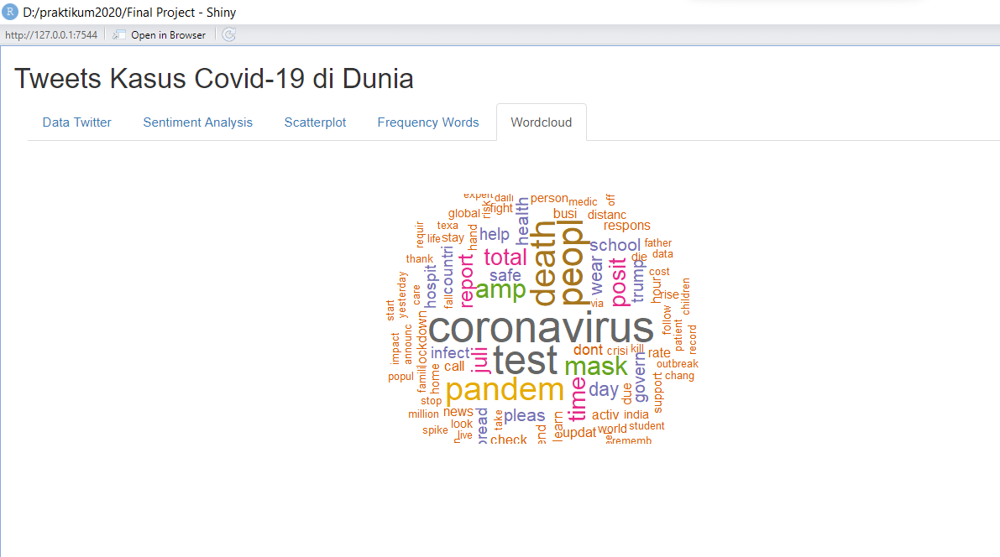 D:/praktikum2020/Final Project - Shiny
http://127.0.0.1:7544 Open in Browser
Tweets Kasus Covid-19 di Dunia
Data Twitter Sentiment Analysis Scatterplot Frequency Words Wordcloud
expert daili person medic off
global risk fight health busi distanc
requir texa hand help death peopl respons
life stay school father
thank countri total die data
hospit report safe wear posit trump cost
yesterday care fall amp via hour rise children
start lockdown coronavirus follow patient record
impact announc infect juli test dont crisi kill rate
popul famili home call mask govern outbreak
stop pandem time day due support chang
million news look take pleas learn activ india
spike live check updat world student
rememb